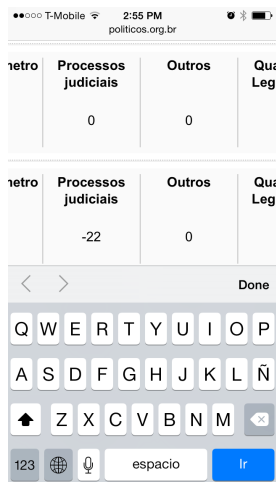 T-Mobile 2:55 PM
politicos.org.br
netro Processos judiciais Outros Qua Leg
0 0
netro Processos judiciais Outros Qua Leg
-22 0
Done
Q W E R T Y U I O P
A S D F G H J K L Ñ
Z X C V B N M
123 espacio Ir